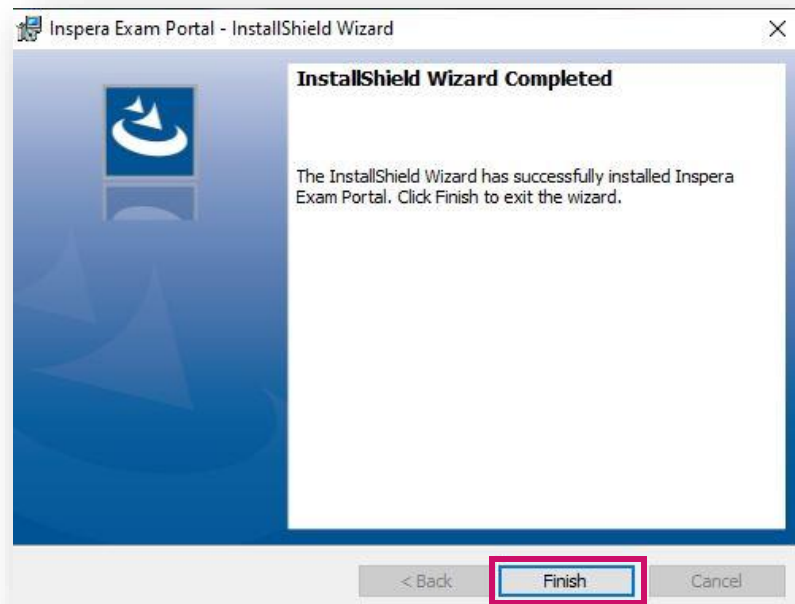 Inspera Exam Portal - InstallShield Wizard
InstallShield Wizard Completed
The InstallShield Wizard has successfully installed Inspera
Exam Portal. Click Finish to exit the wizard.
< Back Finish Cancel